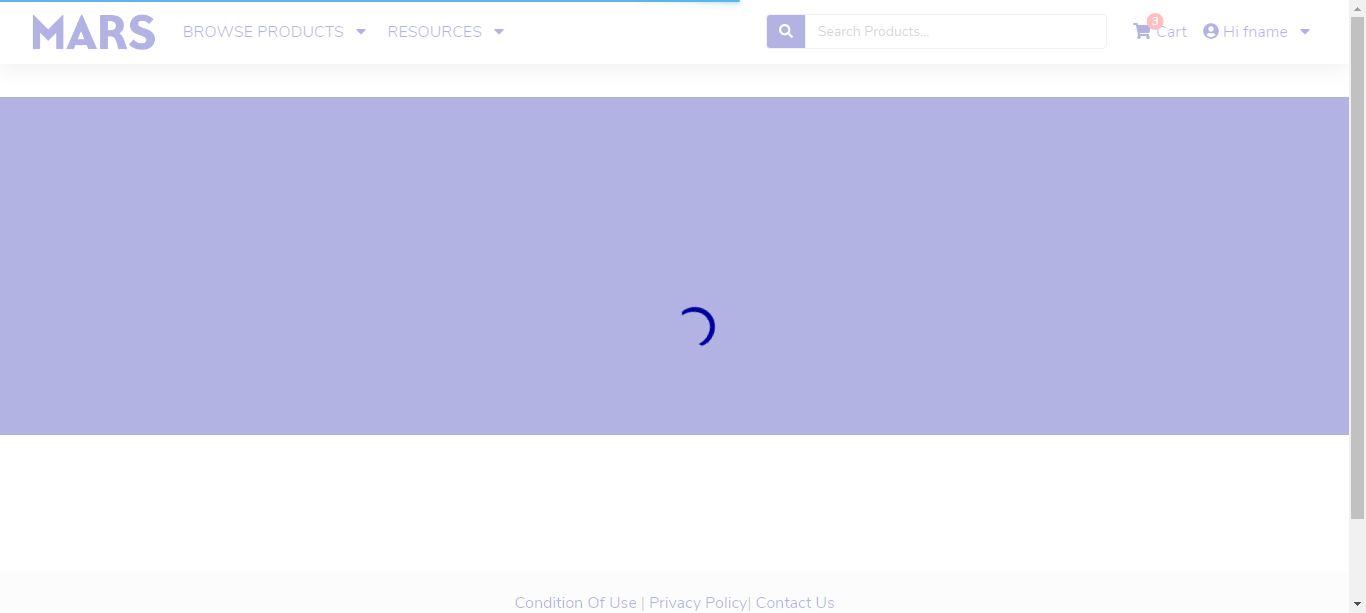 MARS
BROWSE PRODUCTS
RESOURCES
Search Products...
3
Cart
Hi fname
Condition Of Use | Privacy Policy| Contact Us